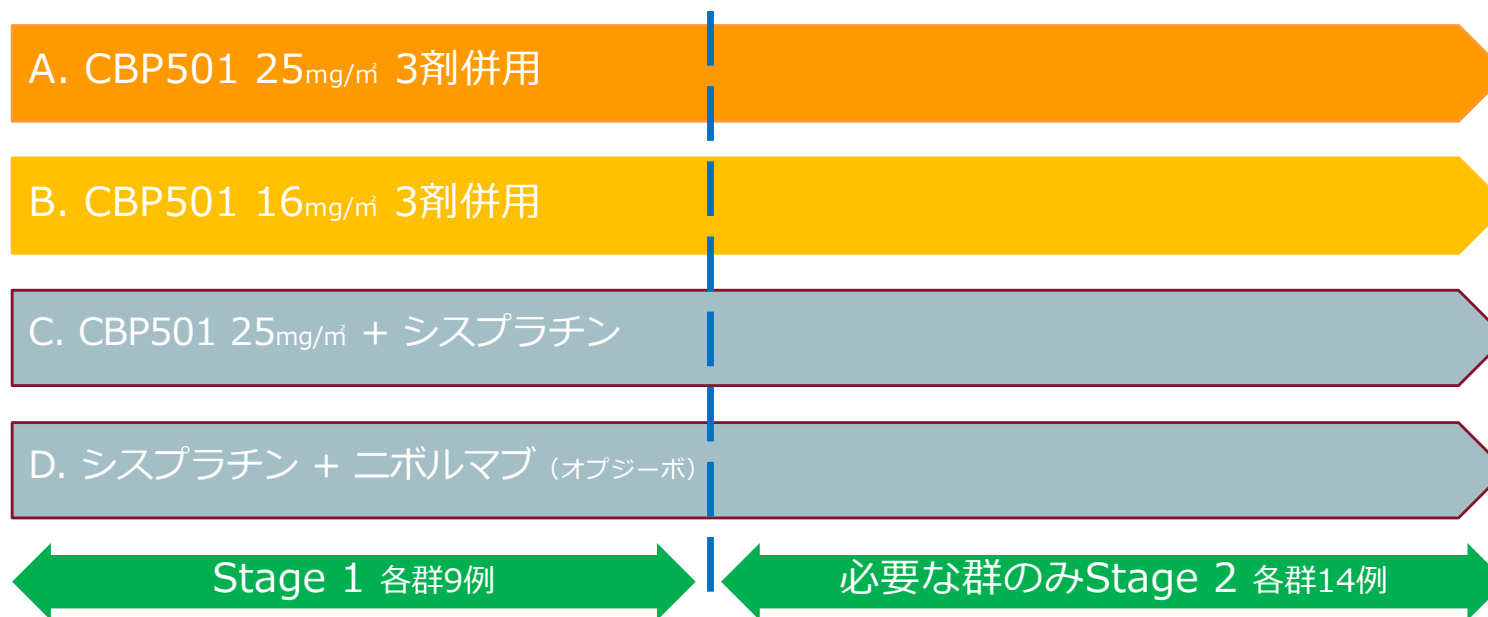 A. CBP501 25mg/㎡ 3剤併用
B. CBP501 16mg/㎡ 3剤併用
C. CBP501 25mg/㎡ + シスプラチン
D. シスプラチン + ニボルマブ（オプジーボ）
Stage 1 各群9例
必要な群のみStage 2 各群14例